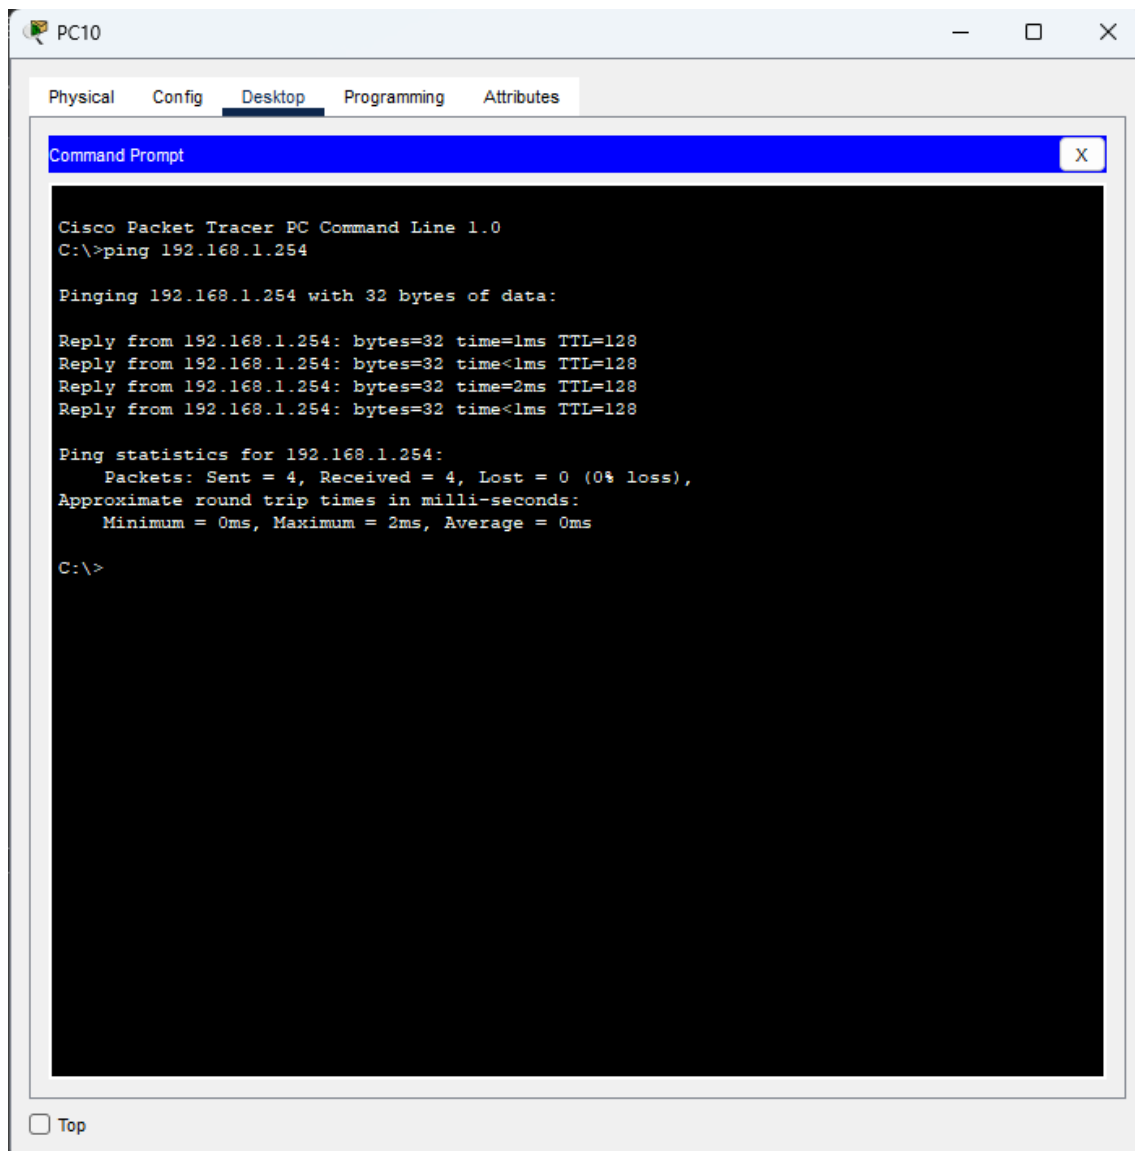 PC10
Physical Config Desktop Programming Attributes
Command Prompt X
Cisco Packet Tracer PC Command Line 1.0
C:\>ping 192.168.1.254
Pinging 192.168.1.254 with 32 bytes of data:
Reply from 192.168.1.254: bytes=32 time=1ms TTL=128
Reply from 192.168.1.254: bytes=32 time<1ms TTL=128
Reply from 192.168.1.254: bytes=32 time=2ms TTL=128
Reply from 192.168.1.254: bytes=32 time<1ms TTL=128
Ping statistics for 192.168.1.254:
Packets: Sent = 4, Received = 4, Lost = 0 (0% loss),
Approximate round trip times in milli-seconds:
Minimum = 0ms, Maximum = 2ms, Average = 0ms
C:\>
Top